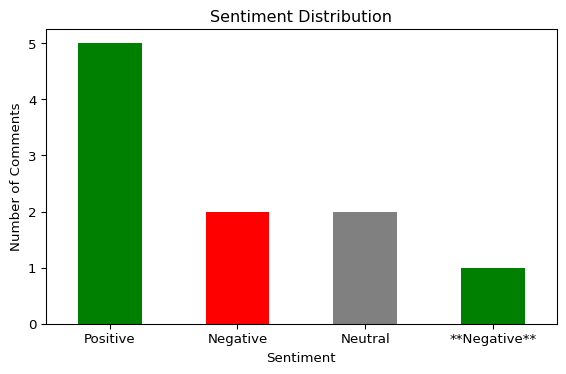 Sentiment Distribution
Number of Comments
5
4
3
2
1
0
Positive Negative Neutral **Negative**
Sentiment